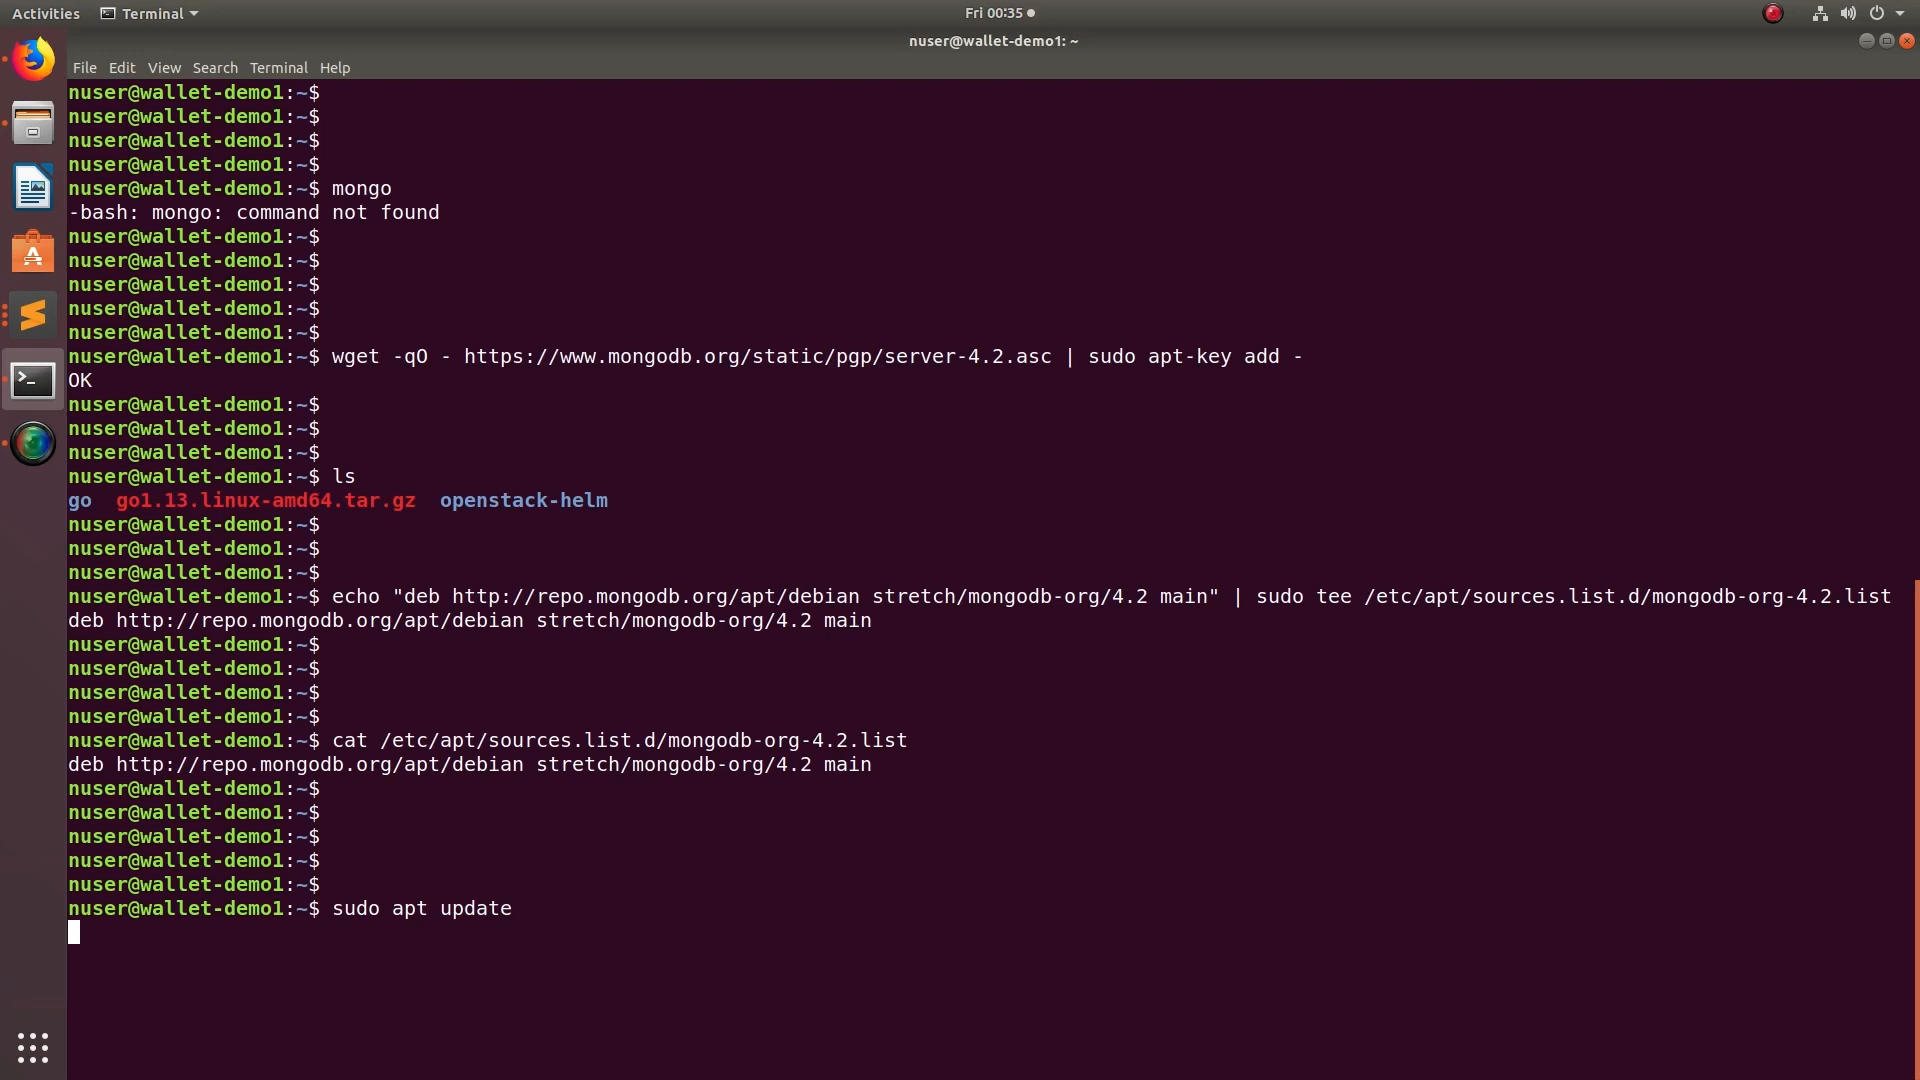 Activities Terminal Fri 00:35
nuser@wallet-demo1: ~
File Edit View Search Terminal Help
nuser@wallet-demo1:~$
nuser@wallet-demo1:~$
nuser@wallet-demo1:~$
nuser@wallet-demo1:~$
nuser@wallet-demo1:~$ mongo
-bash: mongo: command not found
nuser@wallet-demo1:~$
nuser@wallet-demo1:~$
nuser@wallet-demo1:~$
nuser@wallet-demo1:~$
nuser@wallet-demo1:~$
nuser@wallet-demo1:~$ wget -qO - https://www.mongodb.org/static/pgp/server-4.2.asc | sudo apt-key add -
OK
nuser@wallet-demo1:~$
nuser@wallet-demo1:~$
nuser@wallet-demo1:~$
nuser@wallet-demo1:~$ ls
go go1.13.linux-amd64.tar.gz openstack-helm
nuser@wallet-demo1:~$
nuser@wallet-demo1:~$
nuser@wallet-demo1:~$
nuser@wallet-demo1:~$ echo "deb http://repo.mongodb.org/apt/debian stretch/mongodb-org/4.2 main" | sudo tee /etc/apt/sources.list.d/mongodb-org-4.2.list
deb http://repo.mongodb.org/apt/debian stretch/mongodb-org/4.2 main
nuser@wallet-demo1:~$
nuser@wallet-demo1:~$
nuser@wallet-demo1:~$
nuser@wallet-demo1:~$
nuser@wallet-demo1:~$ cat /etc/apt/sources.list.d/mongodb-org-4.2.list
deb http://repo.mongodb.org/apt/debian stretch/mongodb-org/4.2 main
nuser@wallet-demo1:~$
nuser@wallet-demo1:~$
nuser@wallet-demo1:~$
nuser@wallet-demo1:~$
nuser@wallet-demo1:~$
nuser@wallet-demo1:~$ sudo apt update